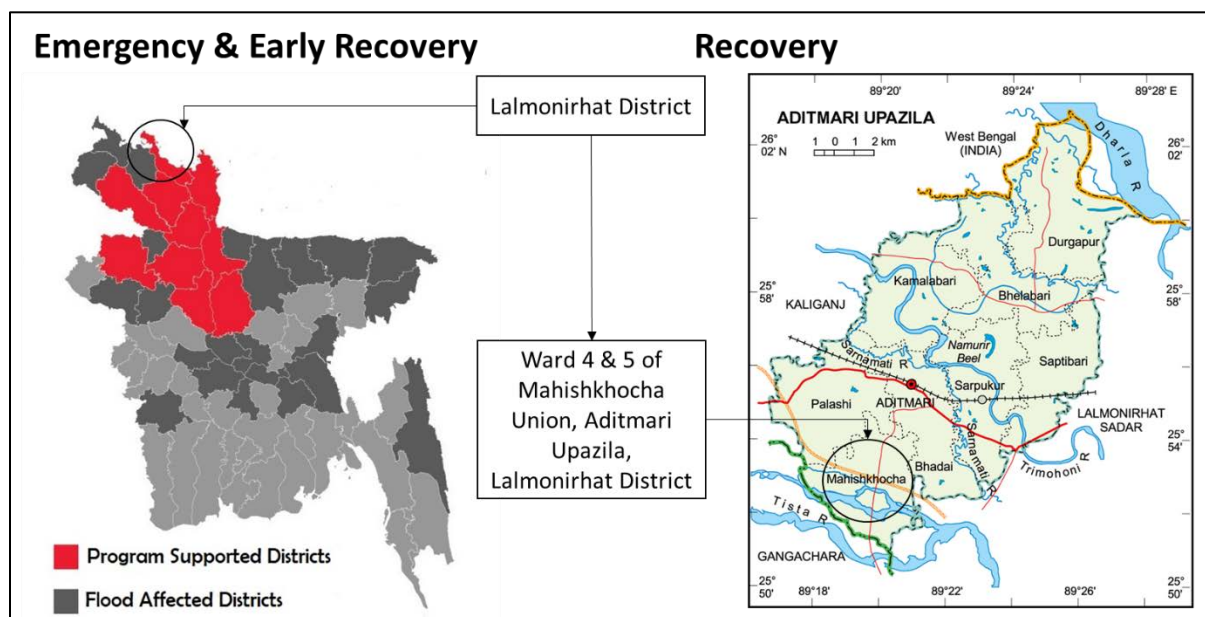 Emergency & Early Recovery
Recovery
Lalmonirhat District
Ward 4 & 5 of
Mahishkhocha
Union, Aditmari
Upazila,
Lalmonirhat District
Program Supported Districts
Flood Affected Districts
89°20' 89°24' 89°28' E
ADITMARI UPAZILA
1 0 1 2 km
West Bengal
(INDIA)
Dharla R
26°
02' N
26°
02'
Durgapur
Kamalabari
25°
58'
25°
58'
KALIGANJ
Bhelabari
Namurir
Beel
Sarnamati R
Saptibari
Sarpukur
Palashi
ADITMARI
LALMONIRHAT
SADAR
25°
54'
Sarnamati R
Trimohoni R
Bhadai
Mahishkhocha
Tista R
GANGACHARA
25°
50'
25°
50'
89°18' 89°22' 89°26'